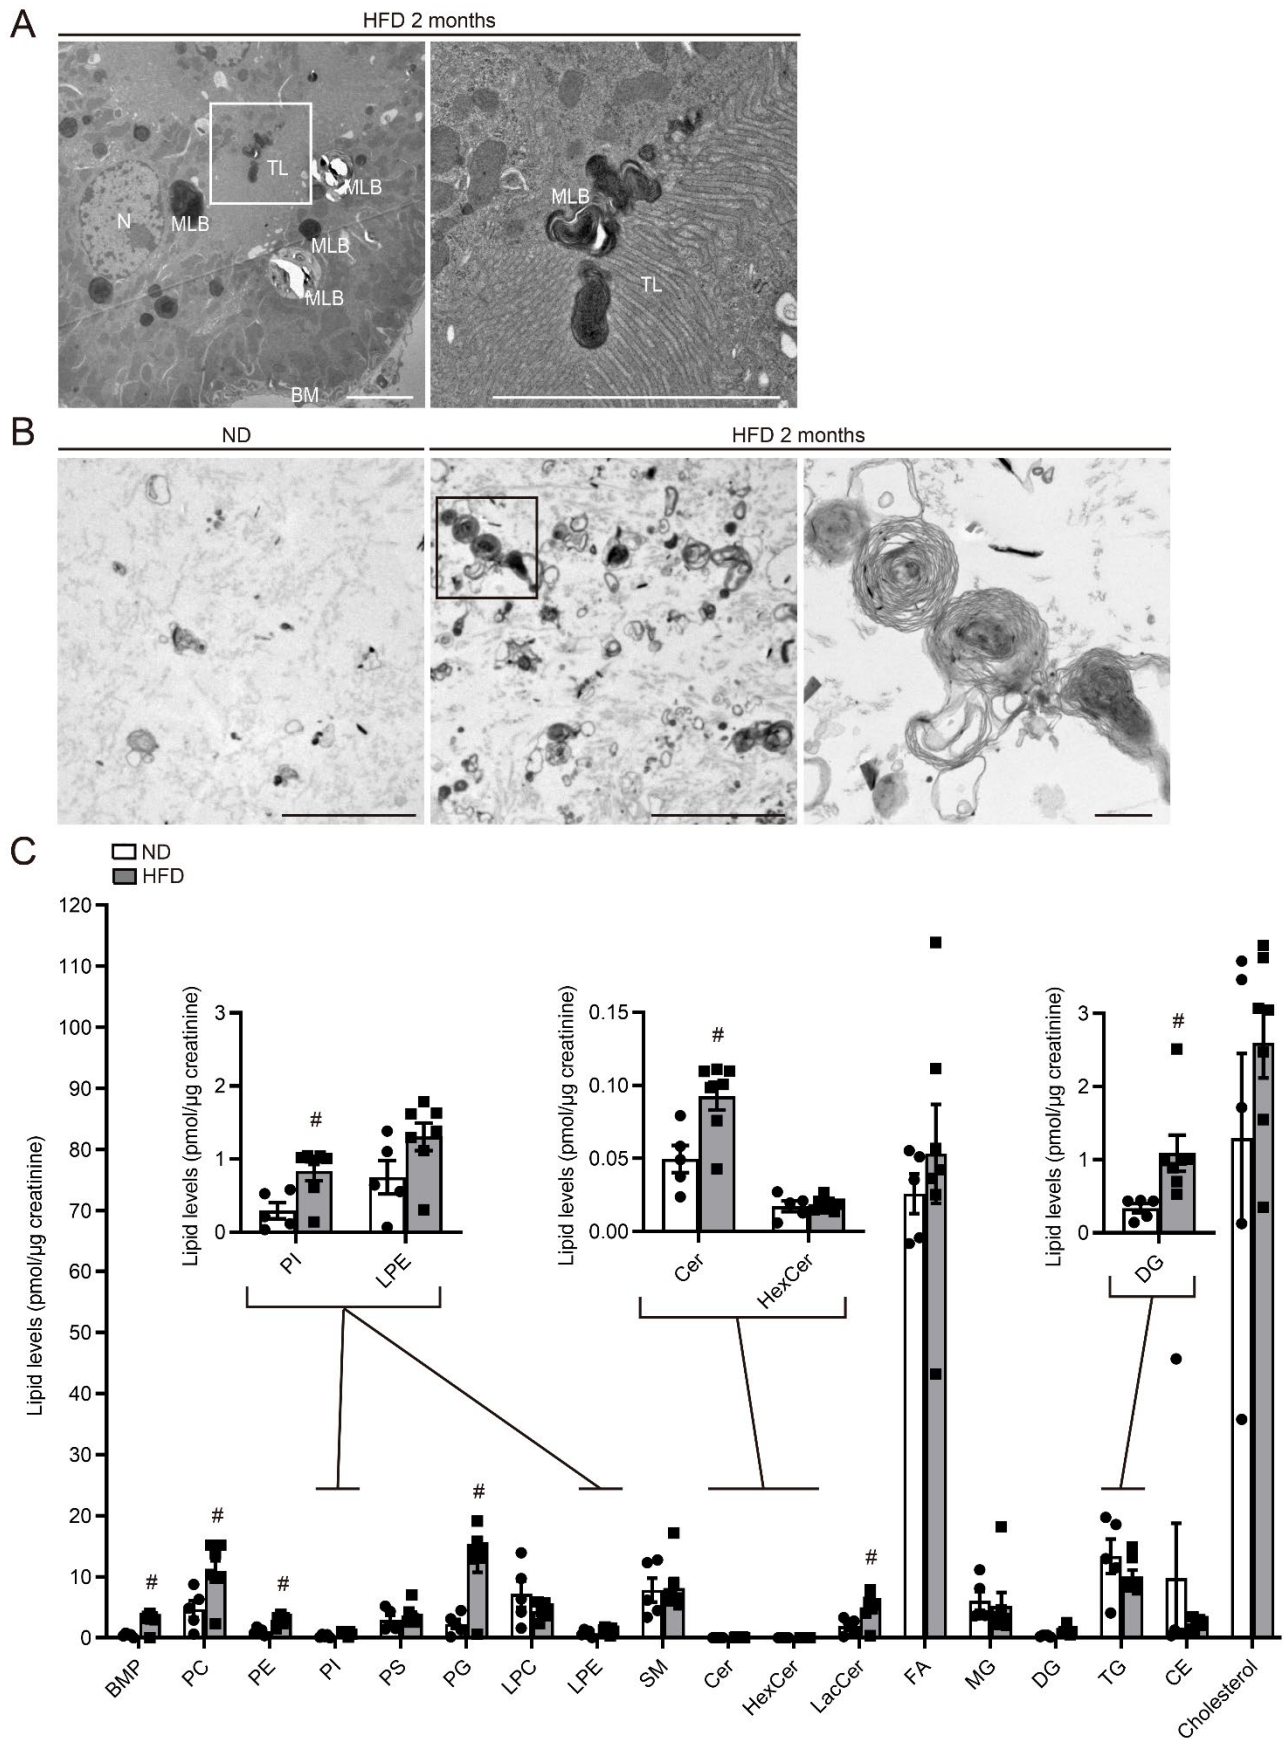 A
HFD 2 months
TL
MLB
N
MLB
MLB
MLB
BM
MLB
TL
B
ND
HFD 2 months
C
ND
HFD
Lipid levels (pmol/µg creatinine)
120
110
100
90
80
70
60
50
40
30
20
10
0
Lipid levels (pmol/µg creatinine)
3
2
1
0
#
PI
LPE
Lipid levels (pmol/µg creatinine)
0.15
0.10
0.05
0.00
#
Cer
HexCer
Lipid levels (pmol/µg creatinine)
3
2
1
0
#
DG
#
#
#
#
#
BMP
PC
PE
PI
PS
PG
LPC
LPE
SM
Cer
HexCer
LacCer
FA
MG
DG
TG
CE
Cholesterol